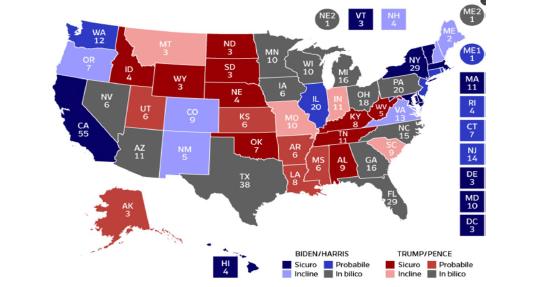 NE2
1
VT
3
NH
4
ME2
1
WA
12
MT
3
ND
3
MN
10
ME
2
ME1
1
OR
7
ID
4
SD
3
WI
10
MI
16
NY
29
WY
3
IA
6
MA
11
NV
6
NE
4
PA
20
RI
4
UT
6
CO
9
IL
20
IN
11
OH
18
WV
5
VA
13
CT
7
CA
55
KS
6
MO
10
KY
8
NC
15
NJ
14
AZ
11
NM
5
OK
7
AR
6
TN
11
SC
9
DE
3
TX
38
LA
8
MS
6
AL
9
GA
16
MD
10
AK
3
FL
29
DC
3
HI
4
BIDEN/HARRIS TRUMP/PENCE
Sicuro Probabile Sicuro Probabile
Incline In bilico Incline In bilico